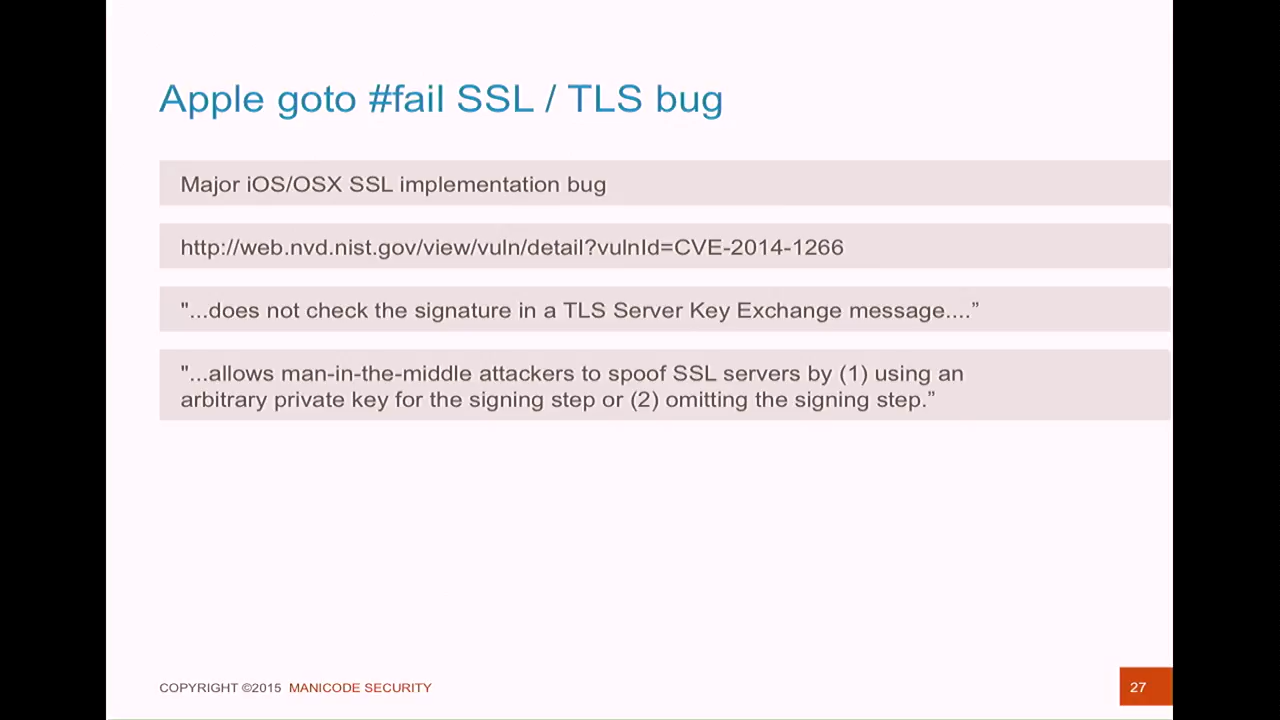 Apple goto #fail SSL / TLS bug
Major iOS/OSX SSL implementation bug
http://web.nvd.nist.gov/view/vuln/detail?vulnId=CVE-2014-1266
"...does not check the signature in a TLS Server Key Exchange message....”
"...allows man-in-the-middle attackers to spoof SSL servers by (1) using an
arbitrary private key for the signing step or (2) omitting the signing step.”
COPYRIGHT ©2015 MANICODE SECURITY
27